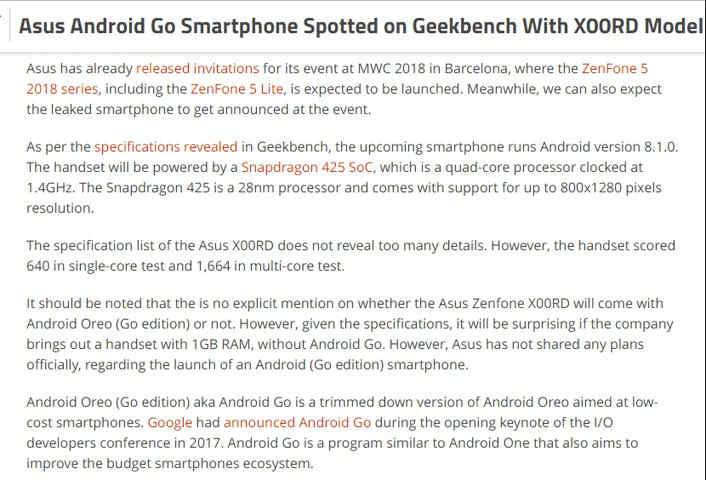 Asus Android Go Smartphone Spotted on Geekbench With X00RD Model
Asus has already released invitations for its event at MWC 2018 in Barcelona, where the ZenFone 5
2018 series, including the ZenFone 5 Lite, is expected to be launched. Meanwhile, we can also expect
the leaked smartphone to get announced at the event.
As per the specifications revealed in Geekbench, the upcoming smartphone runs Android version 8.1.0.
The handset will be powered by a Snapdragon 425 SoC, which is a quad-core processor clocked at
1.4GHz. The Snapdragon 425 is a 28nm processor and comes with support for up to 800x1280 pixels
resolution.
The specification list of the Asus X00RD does not reveal too many details. However, the handset scored
640 in single-core test and 1,664 in multi-core test.
It should be noted that the is no explicit mention on whether the Asus Zenfone X00RD will come with
Android Oreo (Go edition) or not. However, given the specifications, it will be surprising if the company
brings out a handset with 1GB RAM, without Android Go. However, Asus has not shared any plans
officially, regarding the launch of an Android (Go edition) smartphone.
Android Oreo (Go edition) aka Android Go is a trimmed down version of Android Oreo aimed at low-
cost smartphones. Google had announced Android Go during the opening keynote of the I/O
developers conference in 2017. Android Go is a program similar to Android One that also aims to
improve the budget smartphones ecosystem.